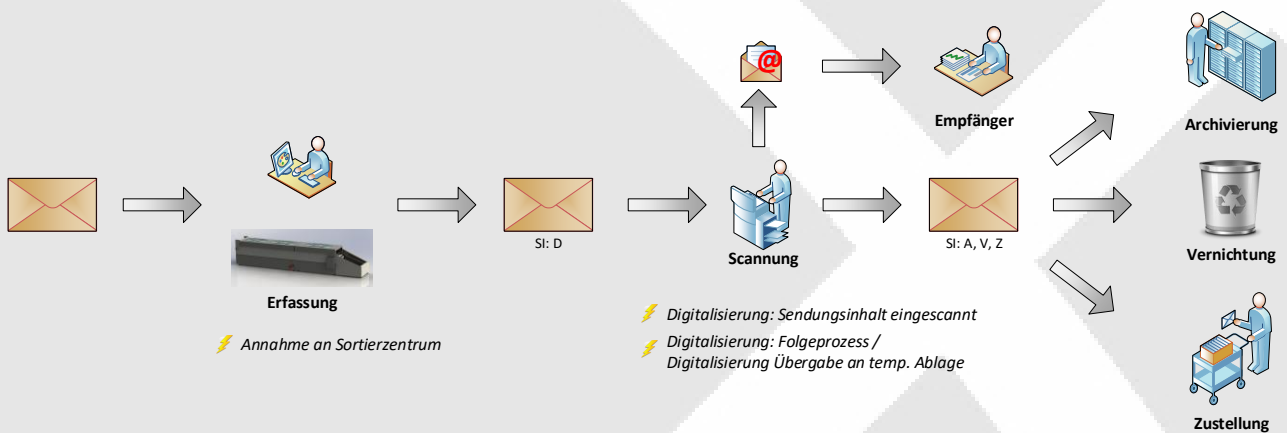 @
Empfänger
Archivierung
SI: D
SI: A, V, Z
Scannung
Vernichtung
Erfassung
Annahme an Sortierzentrum
Digitalisierung: Sendungsinhalt eingescannt
Digitalisierung: Folgeprozess /
Digitalisierung Übergabe an temp. Ablage
Zustellung